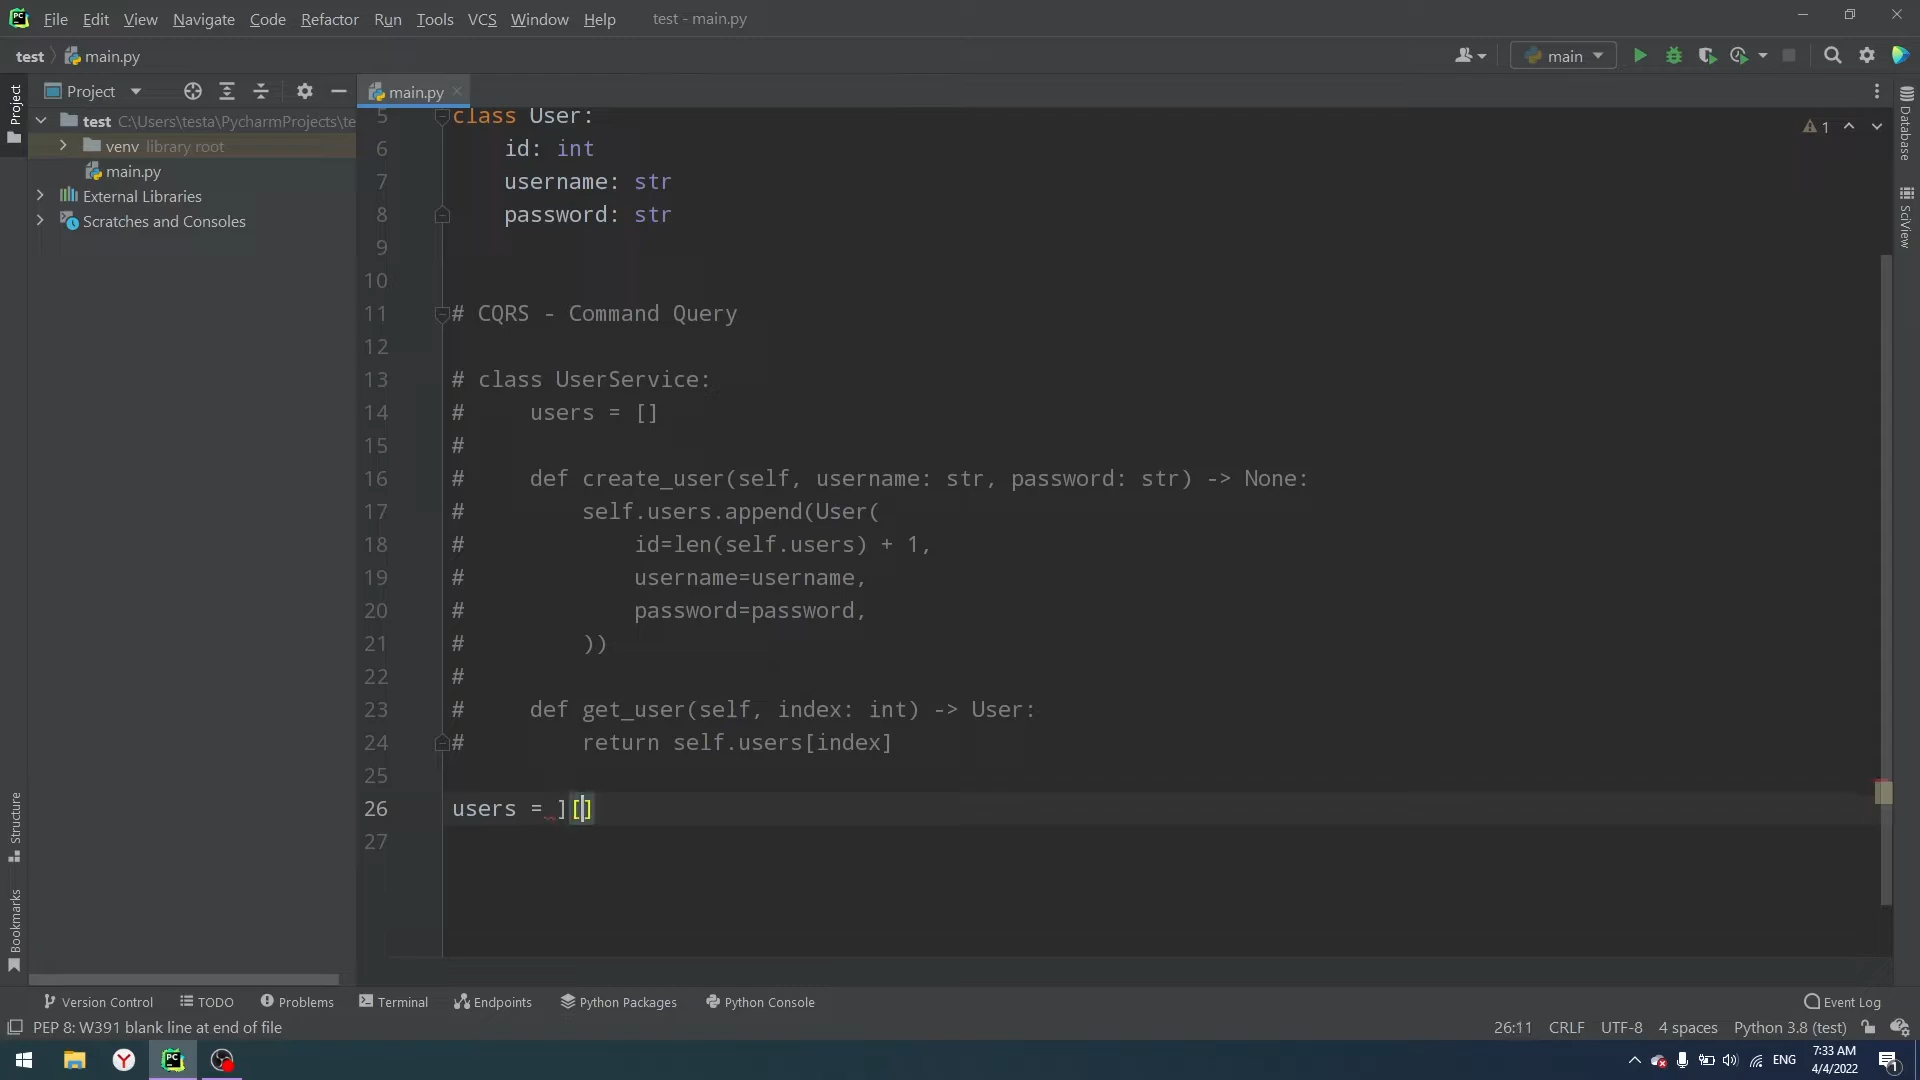 PC File Edit View Navigate Code Refactor Run Tools VCS Window Help test - main.py
test main.py main
Project main.py
Project
test C:\Users\testa\PycharmProjects\te
venv library root
main.py
External Libraries
Scratches and Consoles
Structure
Bookmarks
1
Database
SciView
5 class User:
6 id: int
7 username: str
8 password: str
9
10
11 # CQRS - Command Query
12
13 # class UserService:
14 # users = []
15 #
16 # def create_user(self, username: str, password: str) -> None:
17 # self.users.append(User(
18 # id=len(self.users) + 1,
19 # username=username,
20 # password=password,
21 # ))
22 #
23 # def get_user(self, index: int) -> User:
24 # return self.users[index]
25
26 users = ][]
27
Version Control TODO Problems Terminal Endpoints Python Packages Python Console Event Log
PEP 8: W391 blank line at end of file 26:11 CRLF UTF-8 4 spaces Python 3.8 (test)
Y PC ENG 7:33 AM
4/4/2022
1